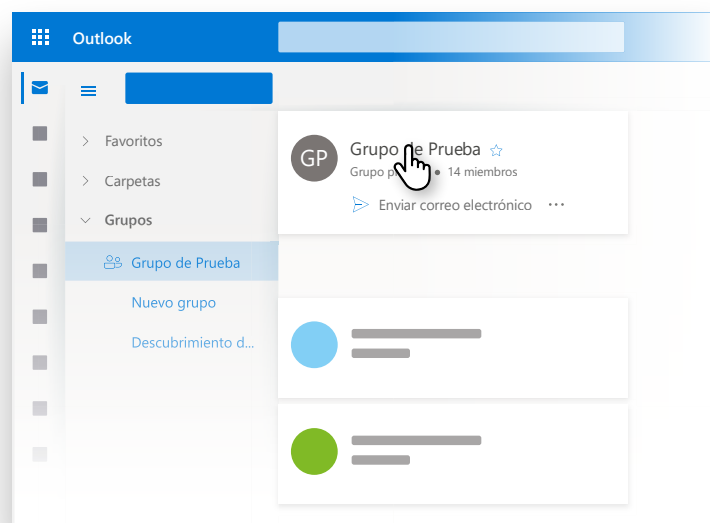 Outlook
Favoritos
Carpetas
Grupos
Grupo de Prueba
Nuevo grupo
Descubrimiento d...
GP
Grupo de Prueba
Grupo • 14 miembros
Enviar correo electrónico ...